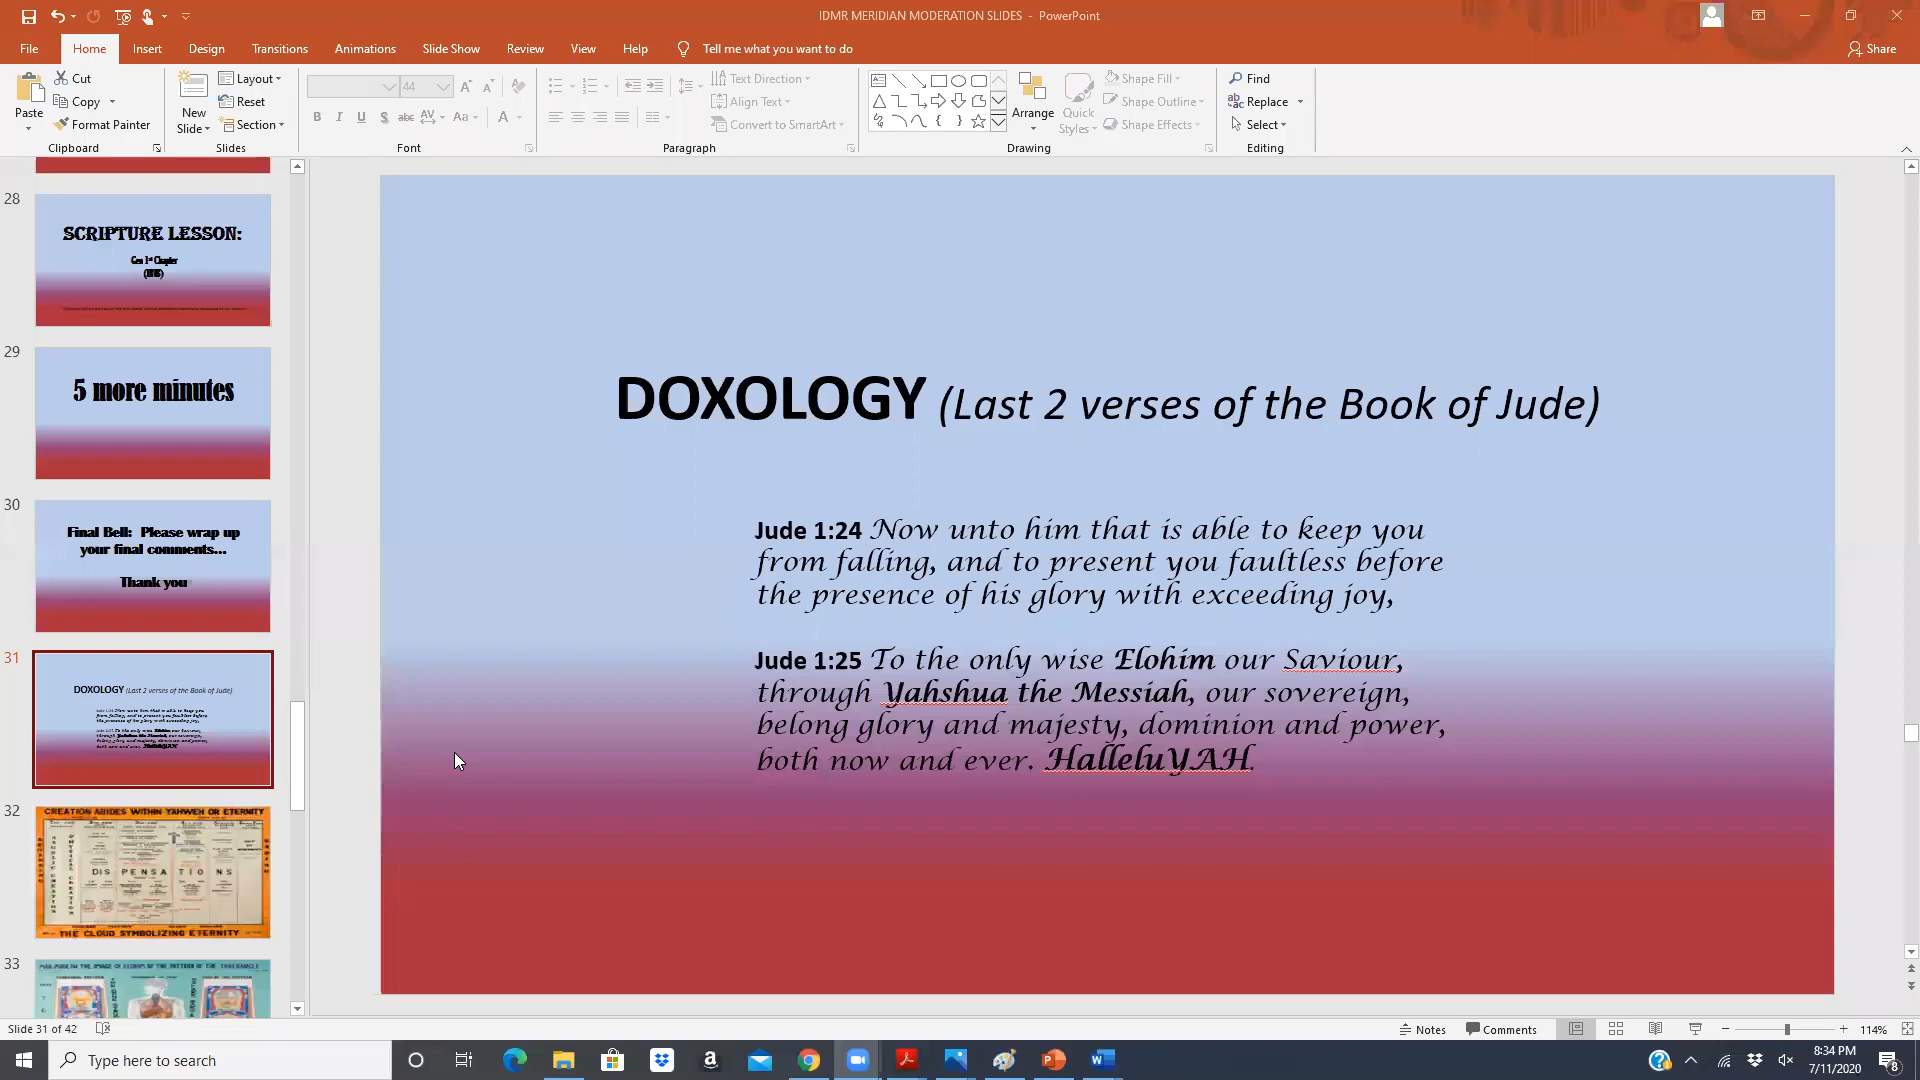 IDMR MERIDIAN MODERATION SLIDES - PowerPoint
File Home Insert Design Transitions Animations Slide Show Review View Help Tell me what you want to do Share
Paste
Cut
Copy
Format Painter
Clipboard
New Slide
Layout
Reset
Section
Slides
44
B I U S abc AV Aa A
Font
Text Direction
Align Text
Convert to SmartArt
Paragraph
Arrange
Quick Styles
Shape Fill
Shape Outline
Shape Effects
Drawing
Find
Replace
Select
Editing
28
SCRIPTURE LESSON:
29
5 more minutes
30
Final Bell: Please wrap up
your final comments...
Thank you
31
DOXOLOGY (Last 2 verses of the Book of Jude)
32
CREATION ABIDES WITHIN YAHWEH OR ETERNITY
DISPENSATIONS
THE CLOUD SYMBOLIZING ETERNITY
33
DOXOLOGY (Last 2 verses of the Book of Jude)
Jude 1:24 Now unto him that is able to keep you
from falling, and to present you faultless before
the presence of his glory with exceeding joy,
Jude 1:25 To the only wise Elohim our Saviour,
through Yahshua the Messiah, our sovereign,
belong glory and majesty, dominion and power,
both now and ever. HalleluYAH.
Slide 31 of 42
Notes Comments 114%
Type here to search
8:34 PM
7/11/2020
8